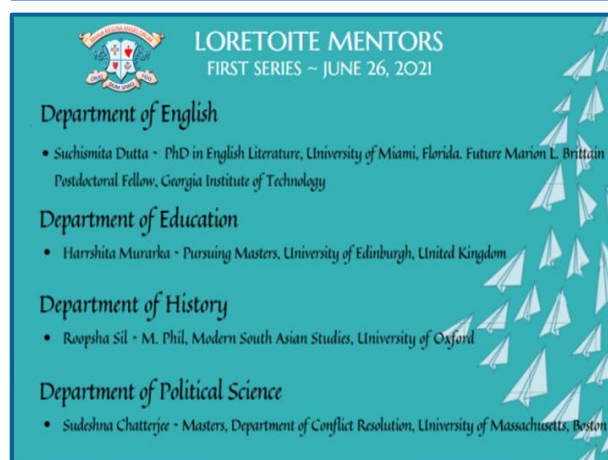 MARIA REGINA ANGELORUM
LORETOITE MENTORS
FIRST SERIES ~ JUNE 26, 2021
Department of English
• Suchismita Dutta - PhD in English Literature, University of Miami, Florida. Future Marion L. Brittain
Postdoctoral Fellow, Georgia Institute of Technology
Department of Education
• Harrshita Murarka - Pursuing Masters, University of Edinburgh, United Kingdom
Department of History
• Roopsha Sil - M. Phil, Modern South Asian Studies, University of Oxford
Department of Political Science
• Sudeshna Chatterjee - Masters, Department of Conflict Resolution, University of Massachusetts, Boston